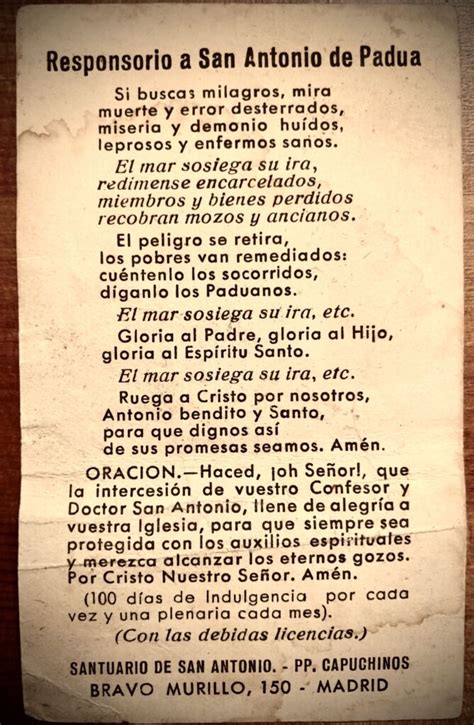 Responsorio a San Antonio de Padua
Si buscas milagros, mira
muerte y error desterrados,
miseria y demonio huídos,
leprosos y enfermos sanos.
El mar sosiega su ira,
redímense encarcelados,
miembros y bienes perdidos
recobran mozos y ancianos.
El peligro se retira,
los pobres van remediados:
cuéntenlo los socorridos,
díganlo los Paduanos.
El mar sosiega su ira, etc.
Gloria al Padre, gloria al Hijo,
gloria al Espíritu Santo.
El mar sosiega su ira, etc.
Ruega a Cristo por nosotros,
Antonio bendito y Santo,
para que dignos así
de sus promesas seamos. Amén.
ORACION.—Haced, ¡oh Señor!, que
la intercesión de vuestro Confesor y
Doctor San Antonio, llene de alegría a
vuestra Iglesia, para que siempre sea
protegida con los auxilios espirituales
y merezca alcanzar los eternos gozos.
Por Cristo Nuestro Señor. Amén.
(100 días de Indulgencia por cada
vez y una plenaria cada mes).
(Con las debidas licencias.)
SANTUARIO DE SAN ANTONIO. - PP. CAPUCHINOS
BRAVO MURILLO, 150 - MADRID